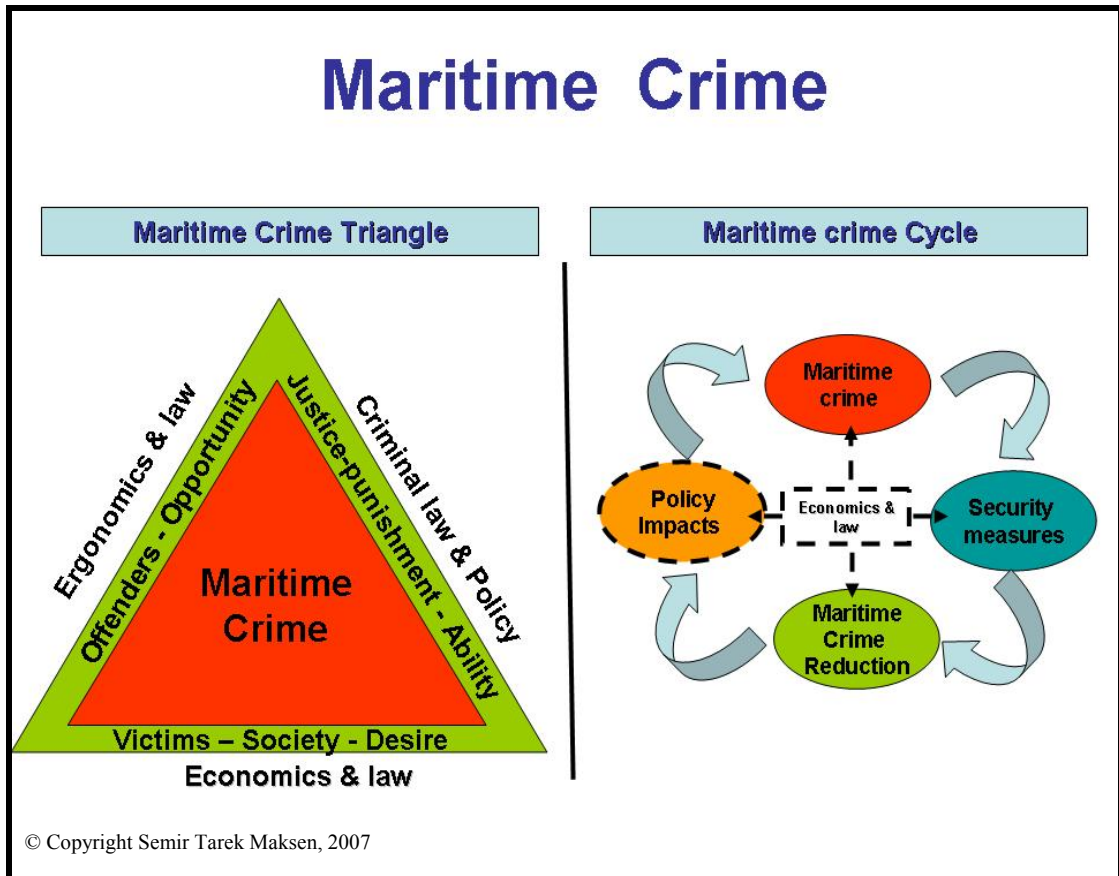 Maritime Crime
Maritime Crime Triangle
Ergonomics & law
Offenders - Opportunity
Justice-punishment - Ability
Criminal law & Policy
Maritime
Crime
Victims – Society - Desire
Economics & law
Maritime crime Cycle
Maritime
crime
Policy
Impacts
Economics &
law
Security
measures
Maritime
Crime
Reduction
© Copyright Semir Tarek Maksen, 2007